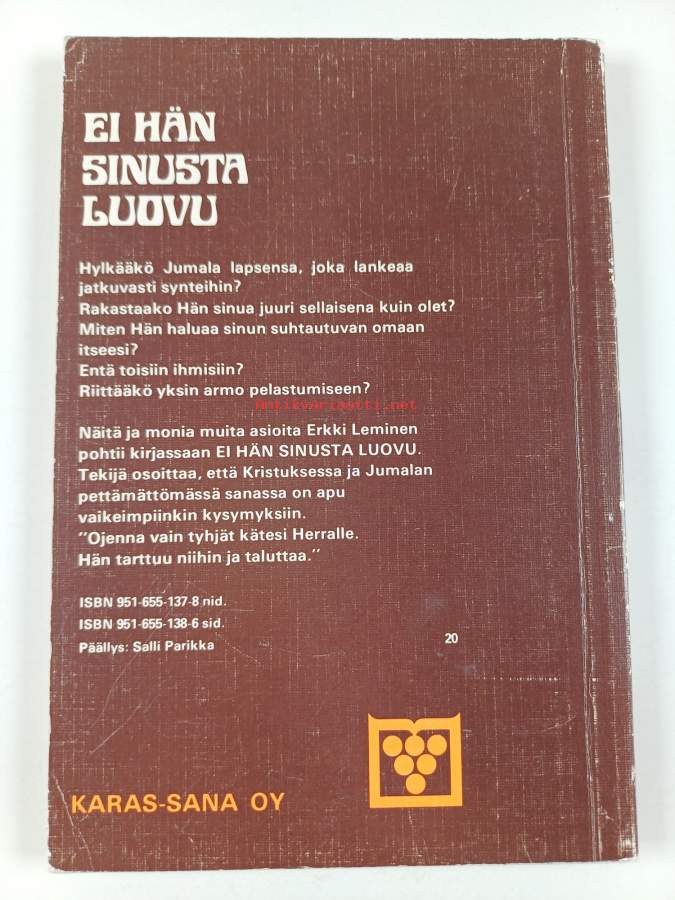 EI HÄN
SINUSTA
LUOVU
Hylkääkö Jumala lapsensa, joka lankeaa
jatkuvasti synteihin?
Rakastaako Hän sinua juuri sellaisena kuin olet?
Miten Hän haluaa sinun suhtautuvan omaan
itseesi?
Entä toisiin ihmisiin?
Riittääkö yksin armo pelastumiseen?
Antikvariaatti.net
Näitä ja monia muita asioita Erkki Leminen
pohtii kirjassaan EI HÄN SINUSTA LUOVU.
Tekijä osoittaa, että Kristuksessa ja Jumalan
pettämättömässä sanassa on apu
vaikeimpiinkin kysymyksiin.
"Ojenna vain tyhjät kätesi Herralle.
Hän tarttuu niihin ja taluttaa."
ISBN 951-655-137-8 nid.
ISBN 951-655-138-6 sid.
Päällys: Salli Parikka
20
KARAS-SANA OY